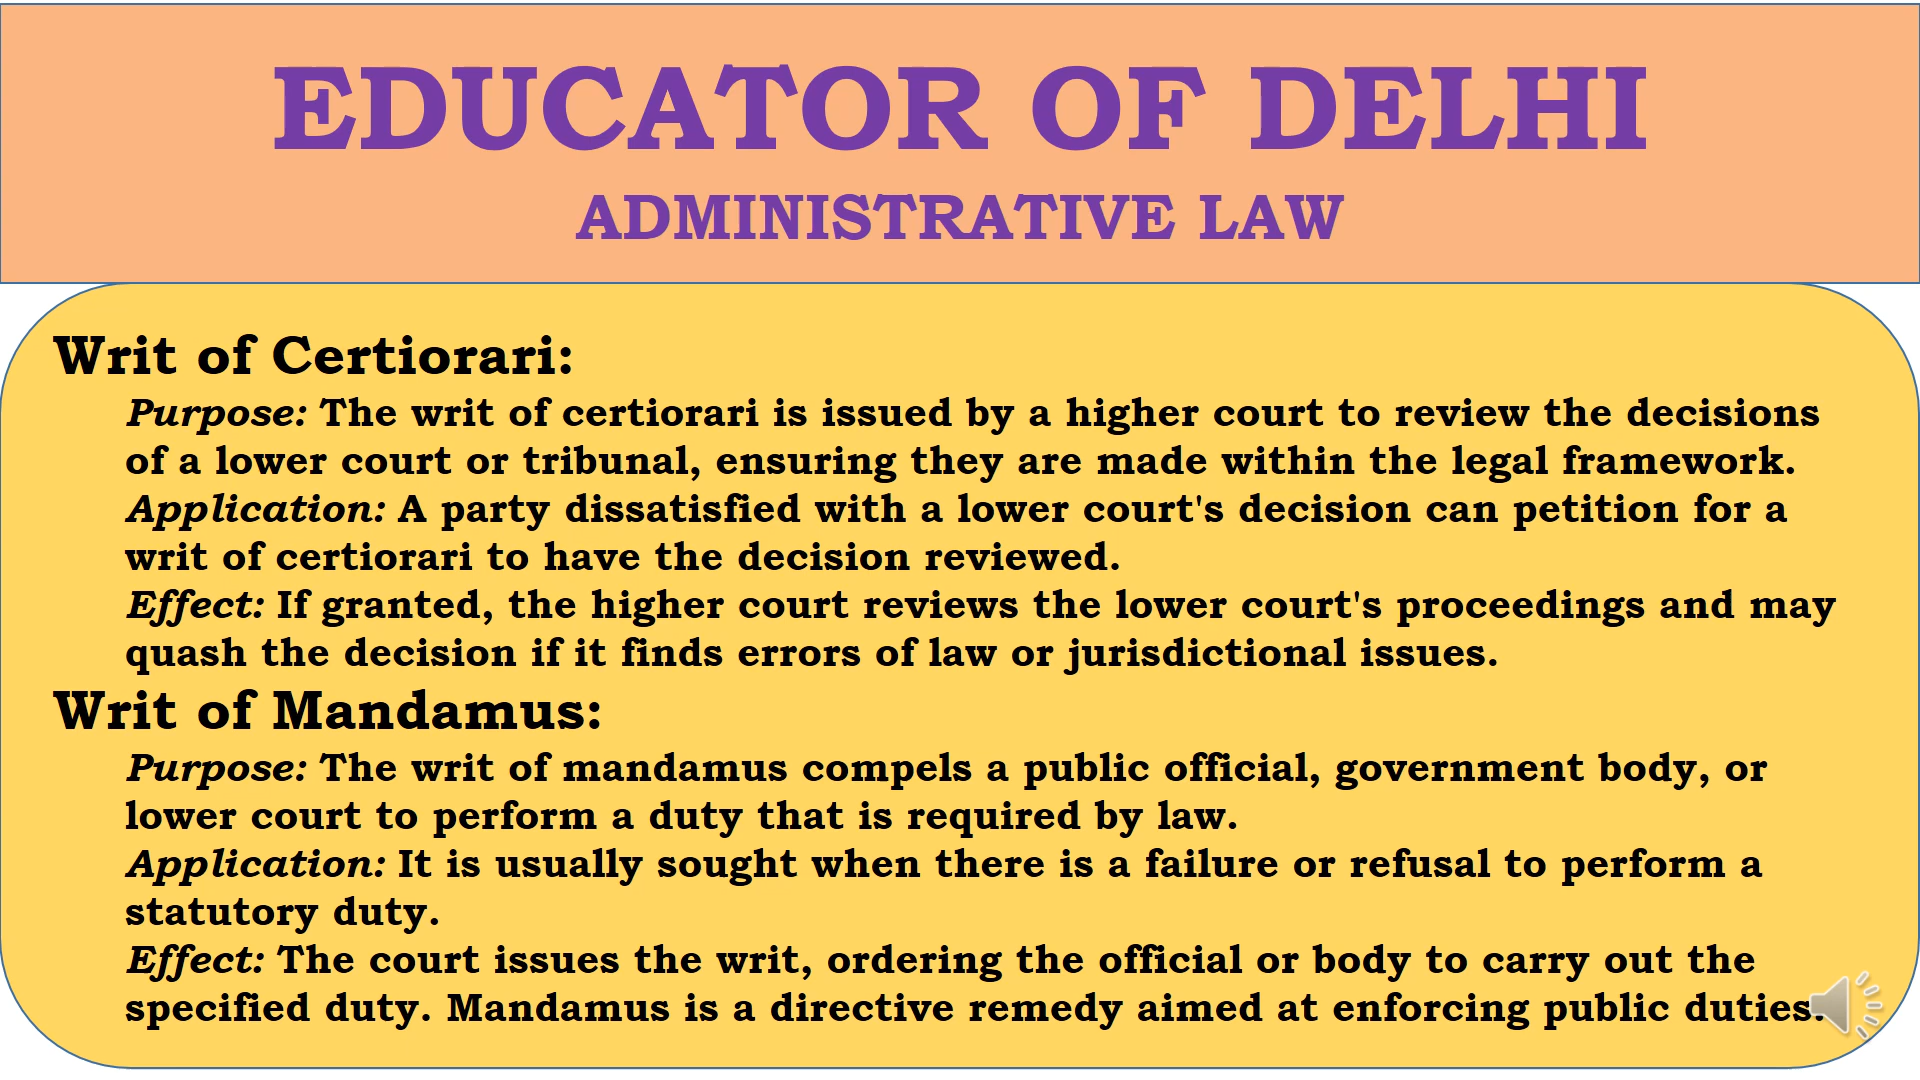 EDUCATOR OF DELHI
ADMINISTRATIVE LAW
Writ of Certiorari:
Purpose: The writ of certiorari is issued by a higher court to review the decisions
of a lower court or tribunal, ensuring they are made within the legal framework.
Application: A party dissatisfied with a lower court's decision can petition for a
writ of certiorari to have the decision reviewed.
Effect: If granted, the higher court reviews the lower court's proceedings and may
quash the decision if it finds errors of law or jurisdictional issues.
Writ of Mandamus:
Purpose: The writ of mandamus compels a public official, government body, or
lower court to perform a duty that is required by law.
Application: It is usually sought when there is a failure or refusal to perform a
statutory duty.
Effect: The court issues the writ, ordering the official or body to carry out the
specified duty. Mandamus is a directive remedy aimed at enforcing public duties.